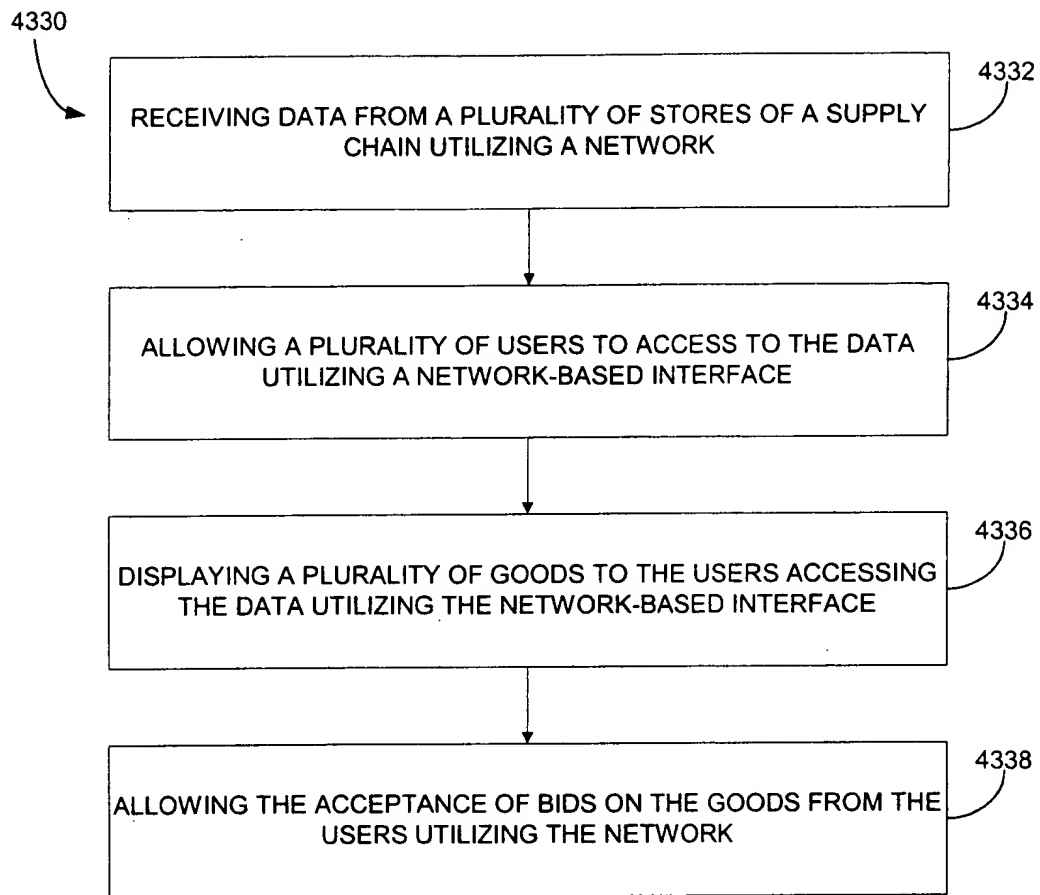 4330
4332
RECEIVING DATA FROM A PLURALITY OF STORES OF A SUPPLY
CHAIN UTILIZING A NETWORK
4334
ALLOWING A PLURALITY OF USERS TO ACCESS TO THE DATA
UTILIZING A NETWORK-BASED INTERFACE
4336
DISPLAYING A PLURALITY OF GOODS TO THE USERS ACCESSING
THE DATA UTILIZING THE NETWORK-BASED INTERFACE
4338
ALLOWING THE ACCEPTANCE OF BIDS ON THE GOODS FROM THE
USERS UTILIZING THE NETWORK